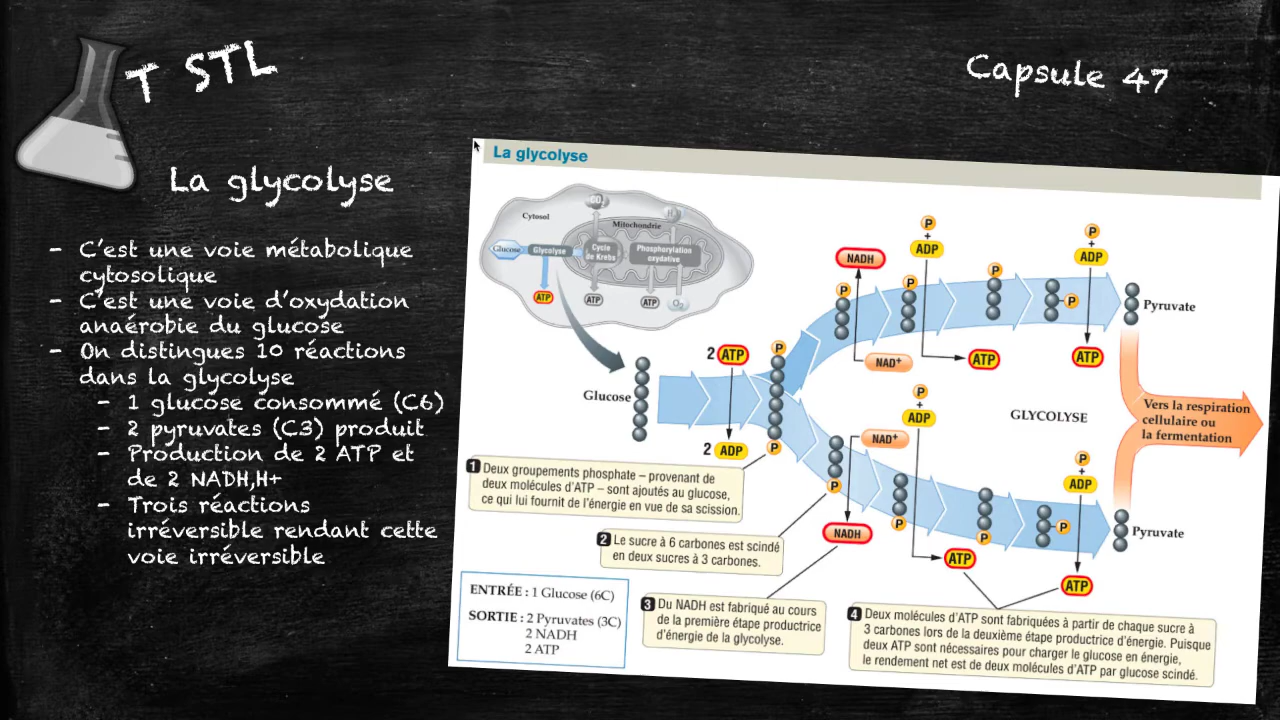 T STL
Capsule 47
La glycolyse
- C'est une voie métabolique
cytosolique
- C'est une voie d'oxydation
anaérobie du glucose
- On distingues 10 réactions
dans la glycolyse
- 1 glucose consommé (C6)
- 2 pyruvates (C3) produit
- Production de 2 ATP et
de 2 NADH,H+
- Trois réactions
irréversible rendant cette
voie irréversible
La glycolyse
Cytosol
CO₂
H
Mitochondrie
Glucose
Glycolyse
Cycle
de Krebs
Phosphorylation
oxydative
ATP
ATP
ATP
O₂
P
+
ADP
P
+
ADP
NADH
P
P
P
P
Pyruvate
NAD⁺
ATP
ATP
2 ATP
P
Glucose
2 ADP
P
P
+
ADP
GLYCOLYSE
Vers la respiration
cellulaire ou
la fermentation
NAD⁺
P
+
ADP
P
P
P
P
Pyruvate
NADH
ATP
ATP
1 Deux groupements phosphate – provenant de
deux molécules d'ATP – sont ajoutés au glucose,
ce qui lui fournit de l'énergie en vue de sa scission.
2 Le sucre à 6 carbones est scindé
en deux sucres à 3 carbones.
ENTRÉE : 1 Glucose (6C)
SORTIE : 2 Pyruvates (3C)
2 NADH
2 ATP
3 Du NADH est fabriqué au cours
de la première étape productrice
d'énergie de la glycolyse.
4 Deux molécules d'ATP sont fabriquées à partir de chaque sucre à
3 carbones lors de la deuxième étape productrice d'énergie. Puisque
deux ATP sont nécessaires pour charger le glucose en énergie,
le rendement net est de deux molécules d'ATP par glucose scindé.